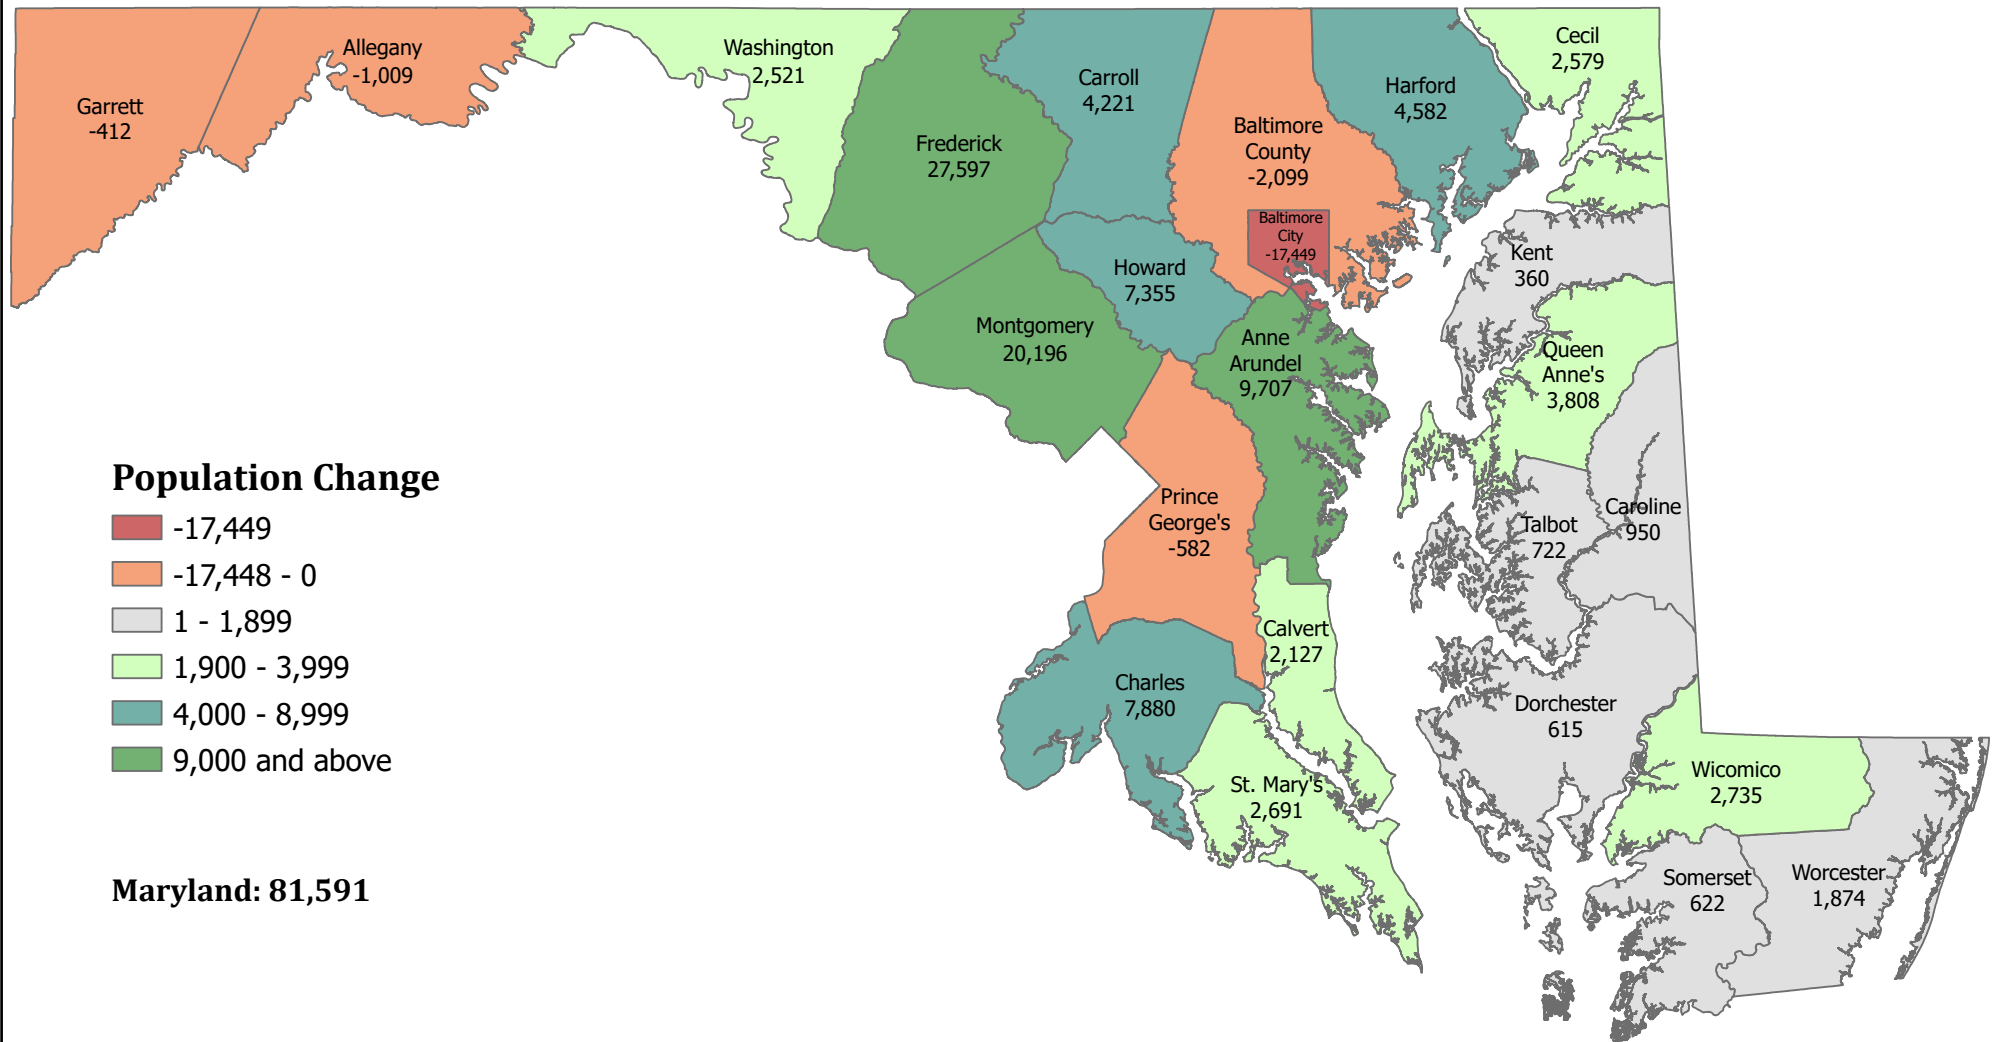 Garrett
-412
Allegany
-1,009
Washington
2,521
Frederick
27,597
Carroll
4,221
Baltimore
County
-2,099
Baltimore
City
-17,449
Harford
4,582
Cecil
2,579
Kent
360
Howard
7,355
Montgomery
20,196
Anne
Arundel
9,707
Queen
Anne's
3,808
Prince
George's
-582
Talbot
722
Caroline
950
Calvert
2,127
Charles
7,880
Dorchester
615
St. Mary's
2,691
Wicomico
2,735
Somerset
622
Worcester
1,874
Population Change
-17,449
-17,448 - 0
1 - 1,899
1,900 - 3,999
4,000 - 8,999
9,000 and above
Maryland: 81,591